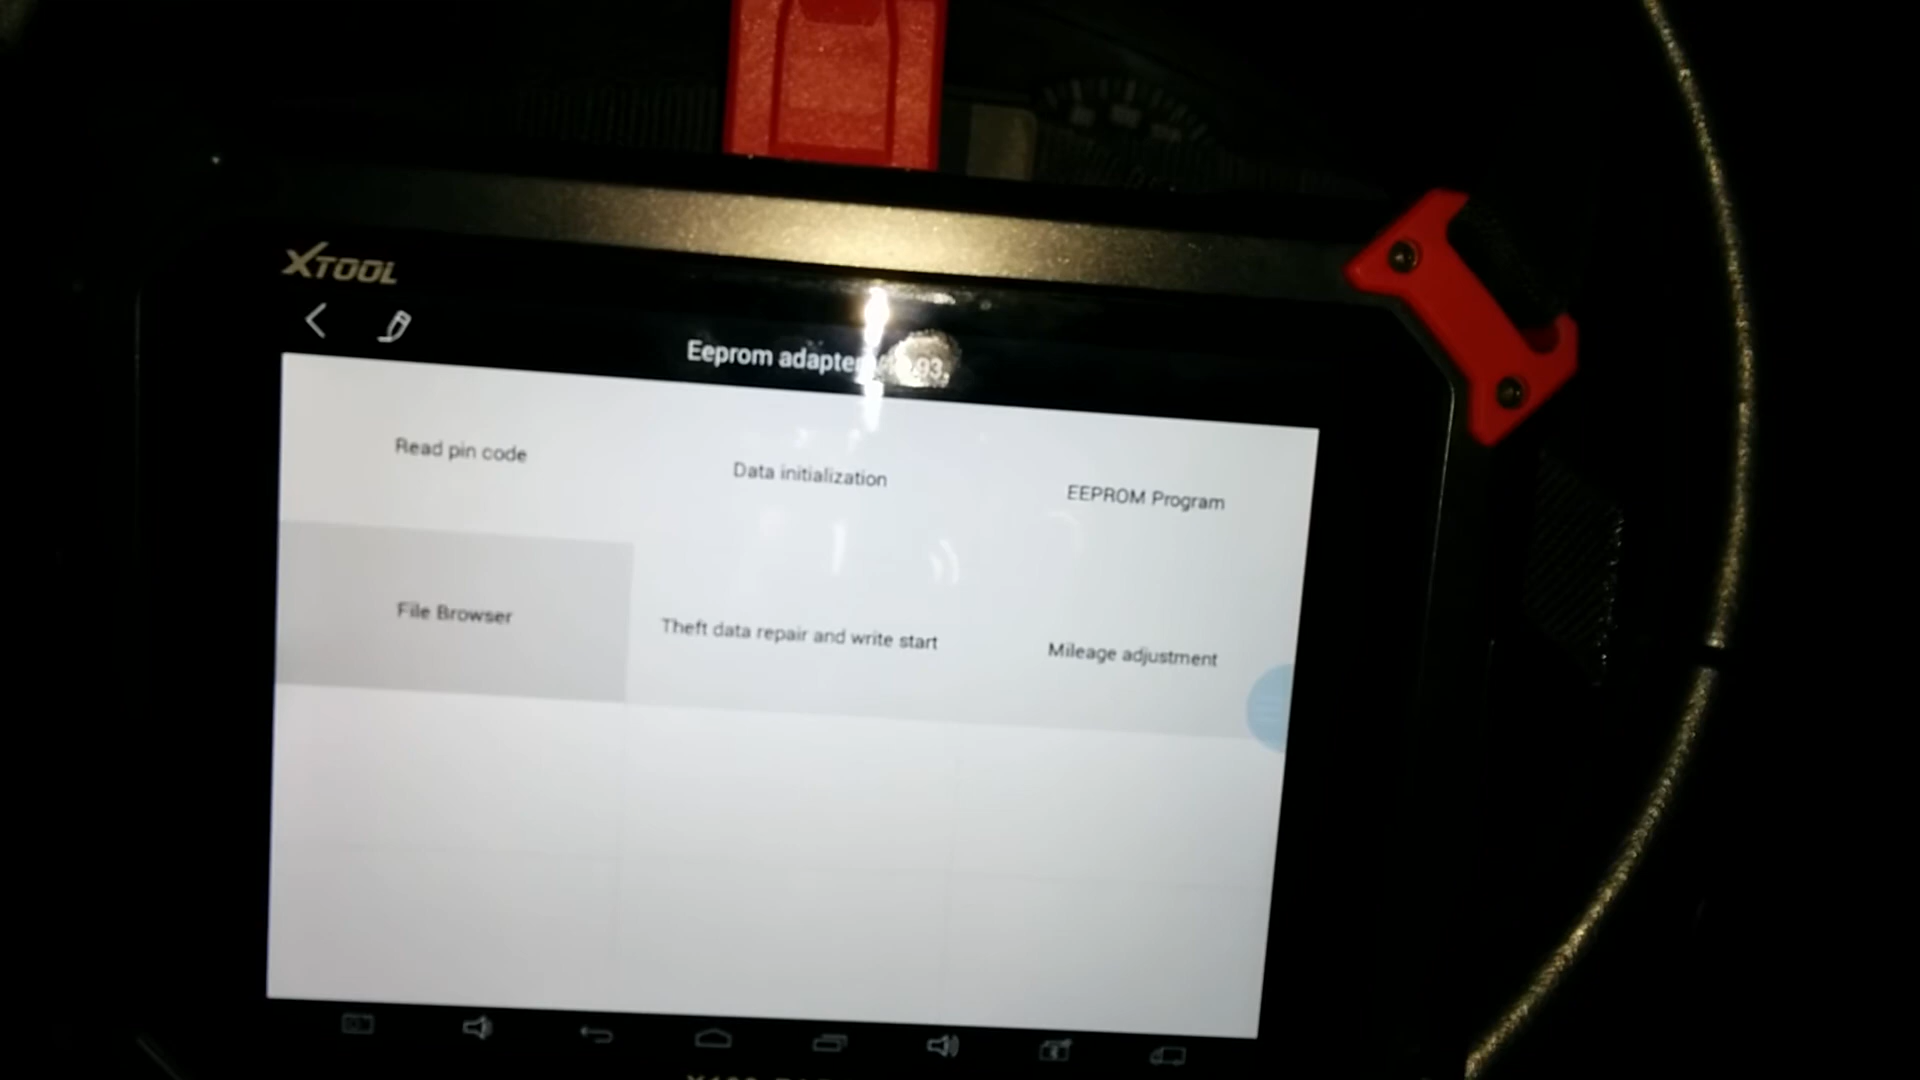 XTOOL
Eeprom adapter
Read pin code
Data initialization
EEPROM Program
File Browser
Theft data repair and write start
Mileage adjustment